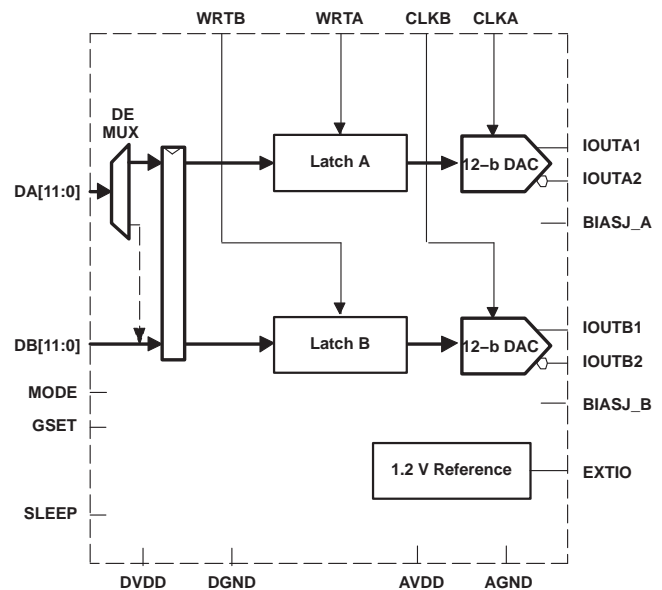 WRTB WRTA CLKB CLKA
DE
MUX
IOUTA1
Latch A
12–b DAC
DA[11:0]
IOUTA2
BIASJ_A
IOUTB1
DB[11:0]
Latch B
12–b DAC
IOUTB2
MODE
BIASJ_B
GSET
1.2 V Reference
EXTIO
SLEEP
DVDD DGND AVDD AGND